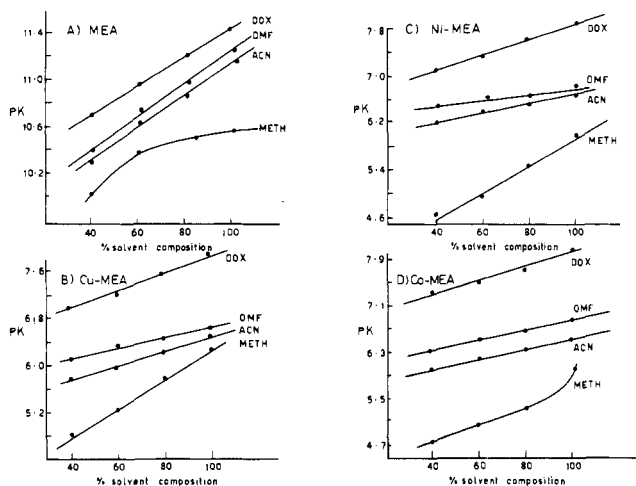 A) MEA
11·4
11·0
10·6
10·2
PK
DOX
DMF
ACN
METH
40 60 80 100
% solvent composition
C) Ni-MEA
7·8
7·0
6·2
5·4
4·6
PK
DOX
DMF
ACN
METH
40 60 80 100
% solvent composition
B) Cu-MEA
7·6
6·8
6·0
5·2
PK
DOX
DMF
ACN
METH
40 60 80 100
% solvent composition
D)Co-MEA
7·9
7·1
6·3
5·5
4·7
PK
DOX
DMF
ACN
METH
40 60 80 100
% solvent composition